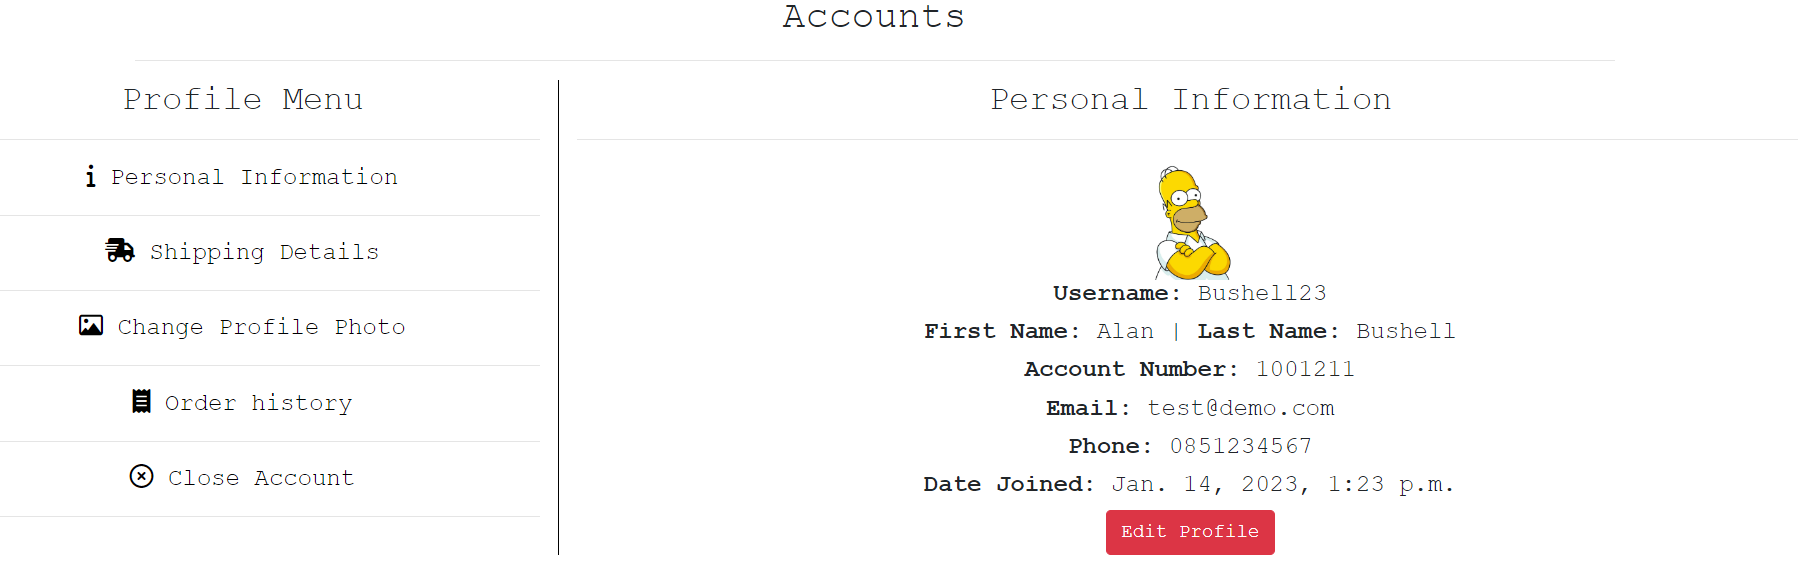 Accounts
Profile Menu
Personal Information
Shipping Details
Change Profile Photo
Order history
Close Account
Personal Information
Username: Bushell23
First Name: Alan | Last Name: Bushell
Account Number: 1001211
Email: test@demo.com
Phone: 0851234567
Date Joined: Jan. 14, 2023, 1:23 p.m.
Edit Profile